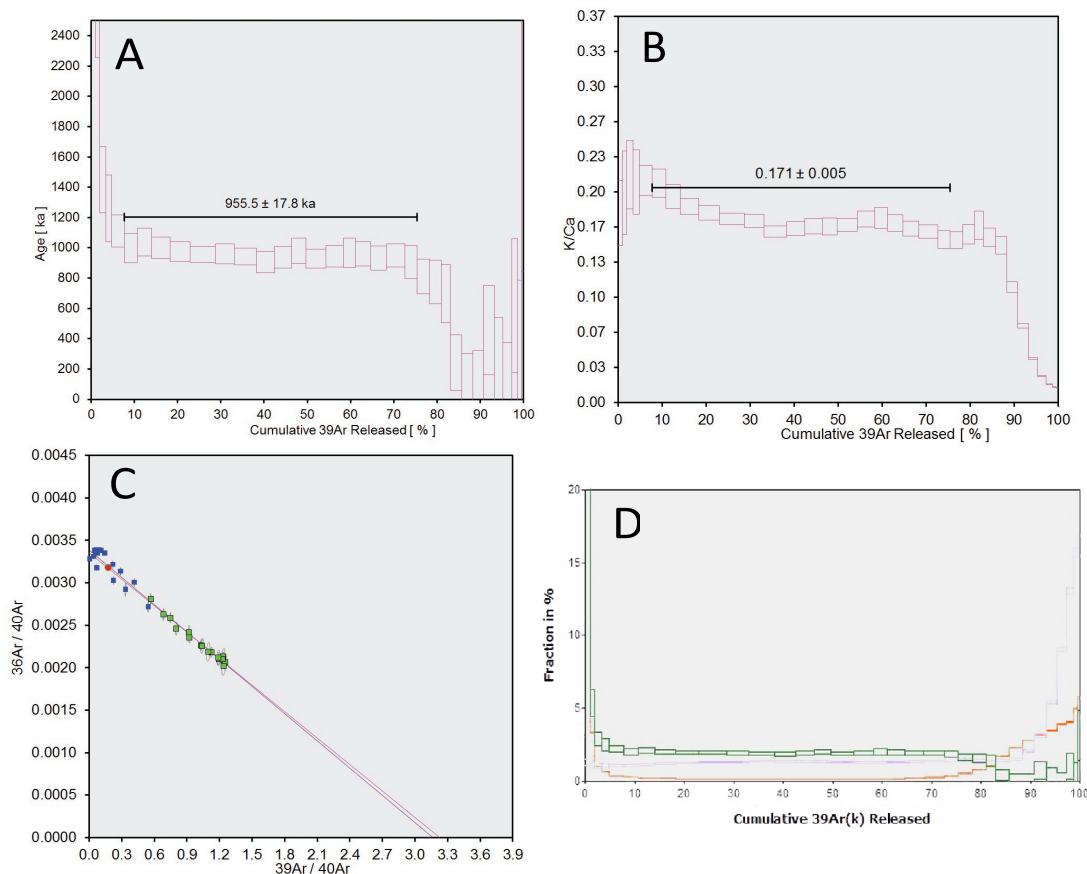 A
Age [ ka ]
2400
2200
2000
1800
1600
1400
1200
1000
800
600
400
200
0
955.5 ± 17.8 ka
0 10 20 30 40 50 60 70 80 90 100
Cumulative 39Ar Released [ % ]
B
K/Ca
0.37
0.33
0.30
0.27
0.23
0.20
0.17
0.13
0.10
0.07
0.03
0.00
0.171 ± 0.005
0 10 20 30 40 50 60 70 80 90 100
Cumulative 39Ar Released [ % ]
C
36Ar / 40Ar
0.0045
0.0040
0.0035
0.0030
0.0025
0.0020
0.0015
0.0010
0.0005
0.0000
0.0 0.3 0.6 0.9 1.2 1.5 1.8 2.1 2.4 2.7 3.0 3.3 3.6 3.9
39Ar / 40Ar
D
Fraction in %
20
15
10
5
0
0 10 20 30 40 50 60 70 80 90 100
Cumulative 39Ar(k) Released